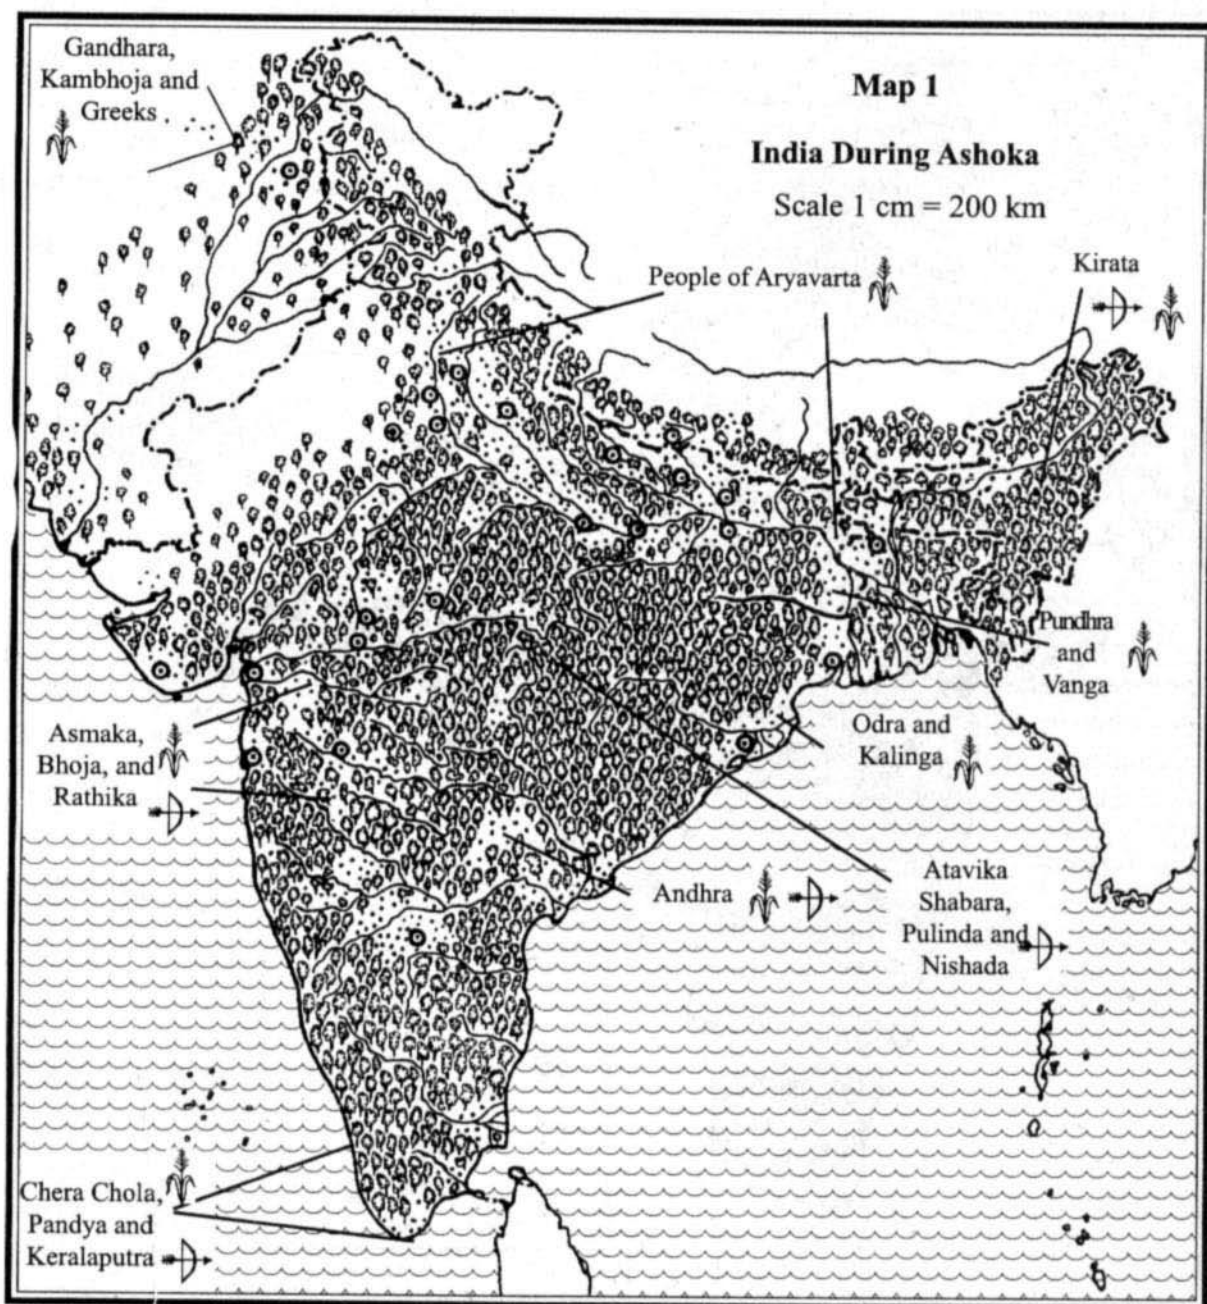 Gandhara,
Kambhoja and
Greeks
Map 1
India During Ashoka
Scale 1 cm = 200 km
People of Aryavarta
Kirata
Pundhra
and
Vanga
Asmaka,
Bhoja, and
Rathika
Odra and
Kalinga
Andhra
Atavika
Shabara,
Pulinda and
Nishada
Chera Chola,
Pandya and
Keralaputra